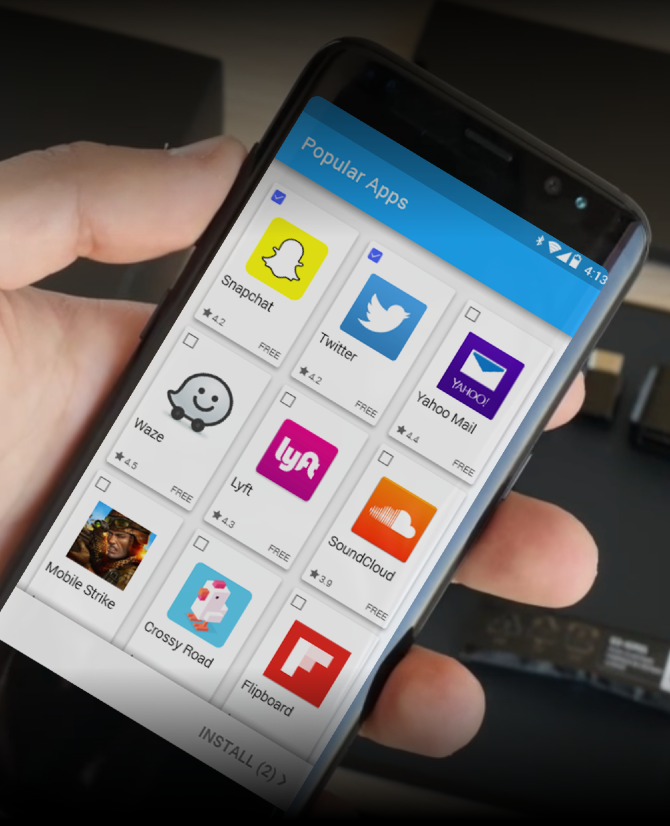 4:13
Popular Apps
Snapchat
4.2
FREE
Twitter
4.2
FREE
YAHOO!
Yahoo Mail
4.4
FREE
Waze
4.5
FREE
lyft
Lyft
4.3
FREE
SoundCloud
3.9
FREE
Mobile Strike
Crossy Road
Flipboard
INSTALL (2) >